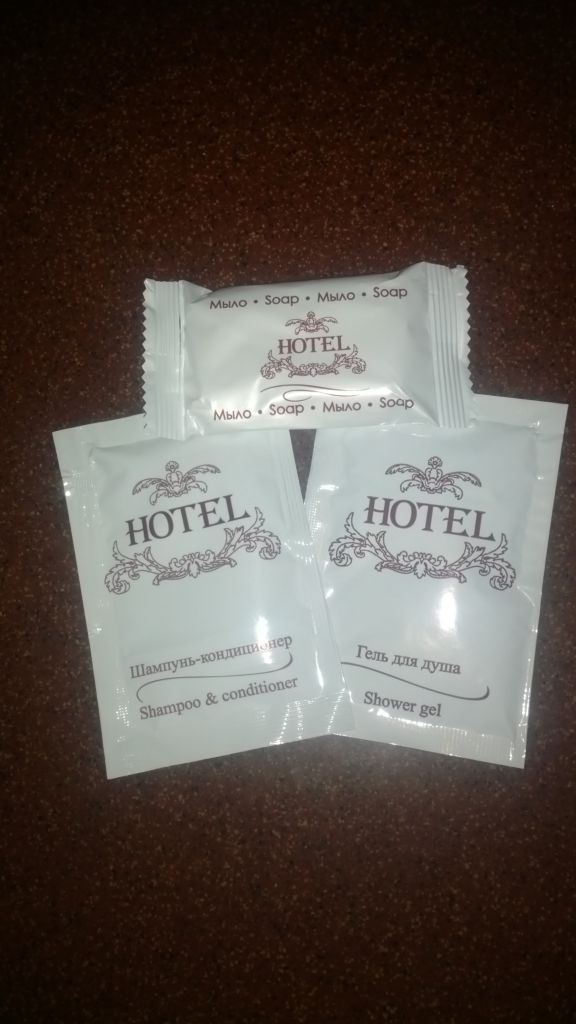 Мыло • Soap • Мыло • Soap
HOTEL
Мыло • Soap • Мыло • Soap
HOTEL
Шампунь-кондиционер
Shampoo & conditioner
HOTEL
Гель для душа
Shower gel